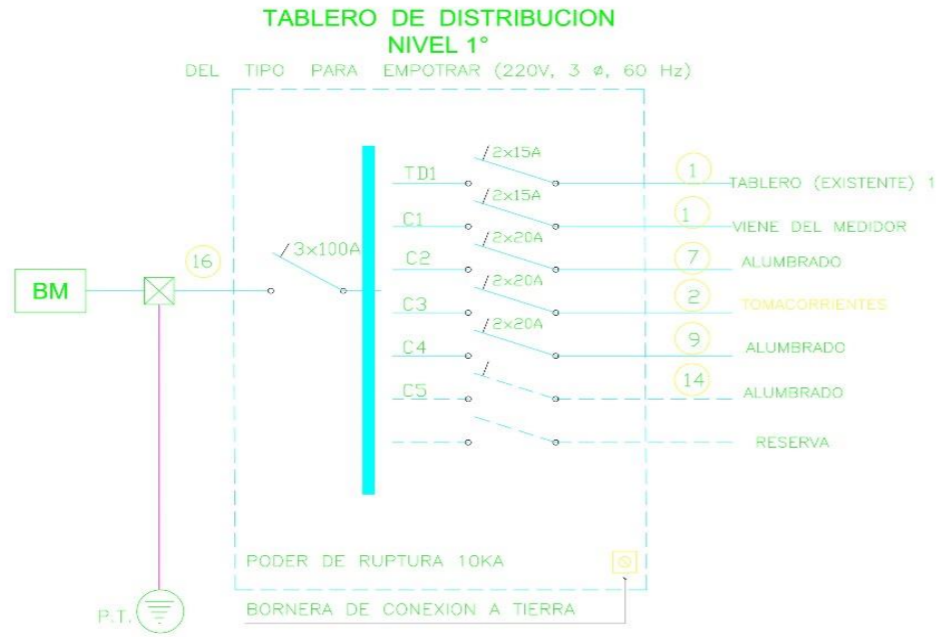 TABLERO DE DISTRIBUCION
NIVEL 1°
DEL TIPO PARA EMPOTRAR (220V, 3 ø, 60 Hz)
TD1 2x15A 1 TABLERO (EXISTENTE) 1
C1 2x15A 1 VIENE DEL MEDIDOR
C2 2x20A 7 ALUMBRADO
BM 16 3x100A
C3 2x20A 2 TOMACORRIENTES
C4 2x20A 9 ALUMBRADO
C5 14 ALUMBRADO
RESERVA
PODER DE RUPTURA 10KA
P.T. BORNERA DE CONEXION A TIERRA